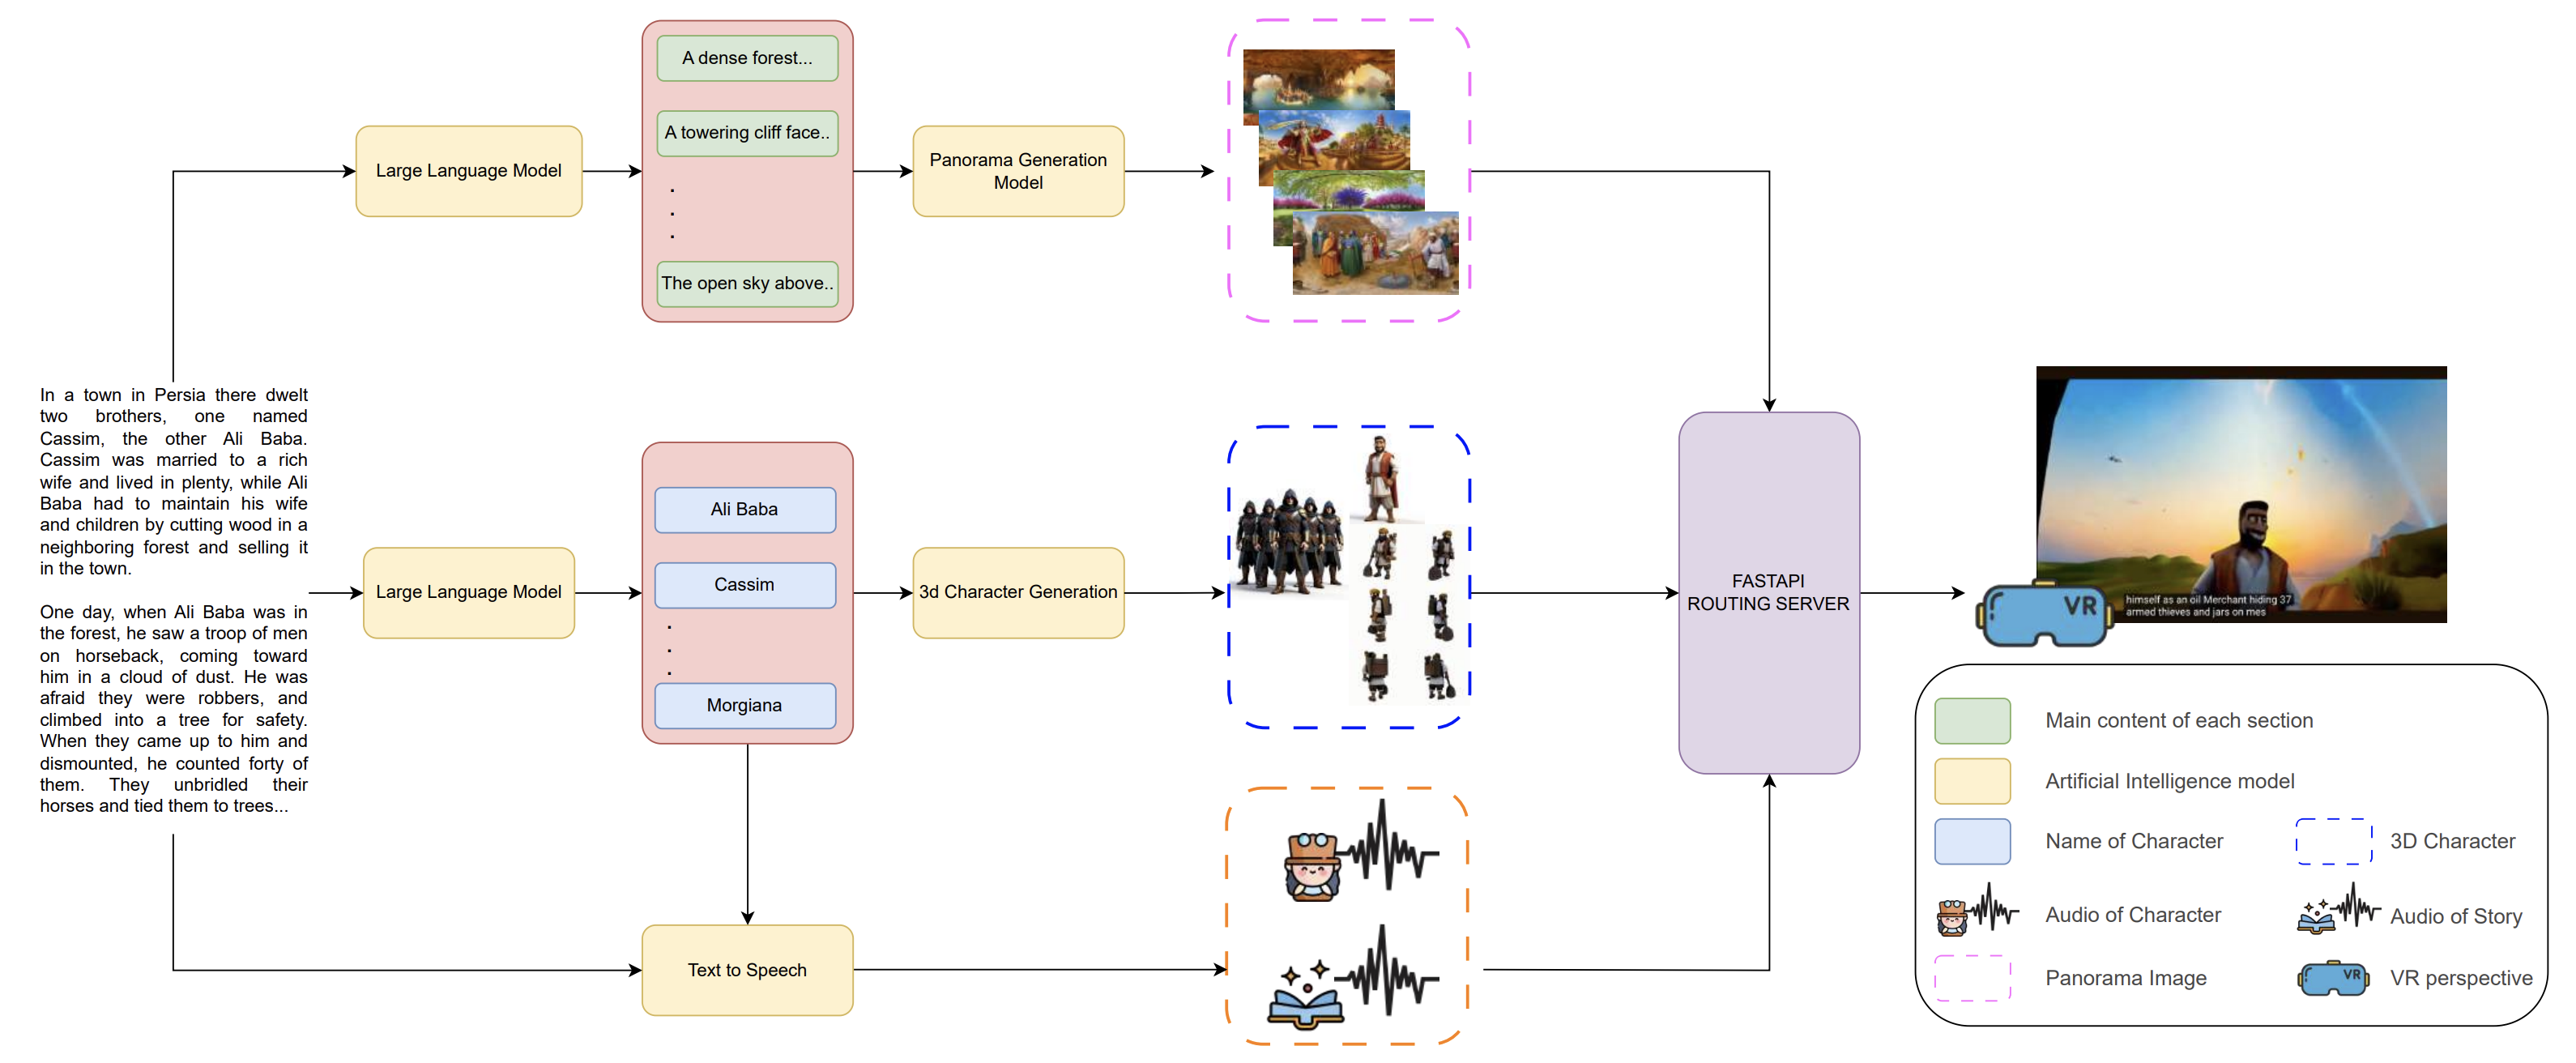 A dense forest...
A towering cliff face..
.
.
.
The open sky above..
Large Language Model
Panorama Generation
Model
In a town in Persia there dwelt
two brothers, one named
Cassim, the other Ali Baba.
Cassim was married to a rich
wife and lived in plenty, while Ali
Baba had to maintain his wife
and children by cutting wood in a
neighboring forest and selling it
in the town.
One day, when Ali Baba was in
the forest, he saw a troop of men
on horseback, coming toward
him in a cloud of dust. He was
afraid they were robbers, and
climbed into a tree for safety.
When they came up to him and
dismounted, he counted forty of
them. They unbridled their
horses and tied them to trees...
Large Language Model
Ali Baba
Cassim
.
.
.
Morgiana
3d Character Generation
Text to Speech
FASTAPI
ROUTING SERVER
himself as an oil Merchant hiding 37
armed thieves and jars on mes
VR
Main content of each section
Artificial Intelligence model
Name of Character
3D Character
Audio of Character
Audio of Story
Panorama Image
VR
VR perspective